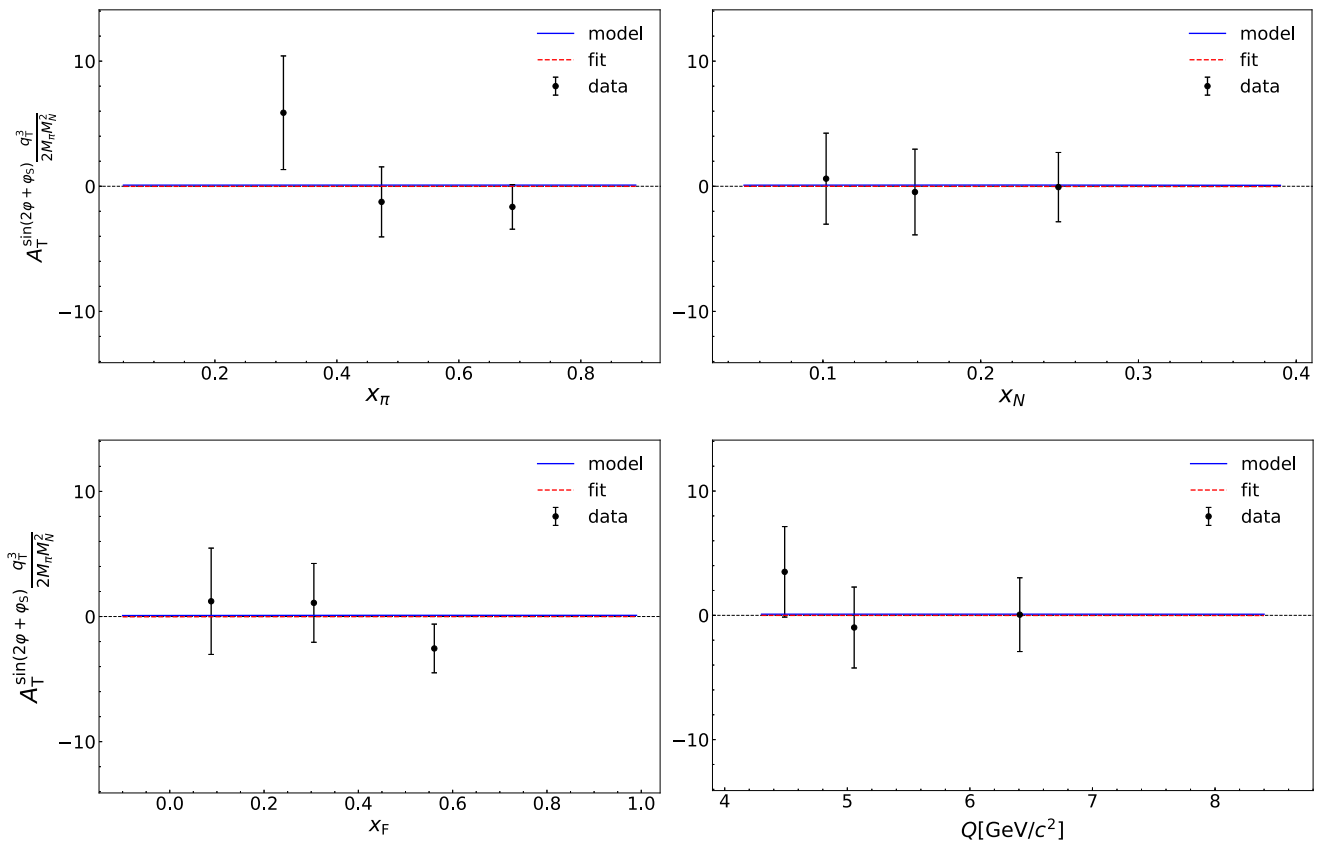 10
0
−10
A_T^{sin(2φ + φ_S)} \frac{q_T^3}{2M_π M_N^2}
model
fit
data
0.2 0.4 0.6 0.8
x_π
10
0
−10
model
fit
data
0.1 0.2 0.3 0.4
x_N
10
0
−10
A_T^{sin(2φ + φ_S)} \frac{q_T^3}{2M_π M_N^2}
model
fit
data
0.0 0.2 0.4 0.6 0.8 1.0
x_F
10
0
−10
model
fit
data
4 5 6 7 8
Q[GeV/c²]